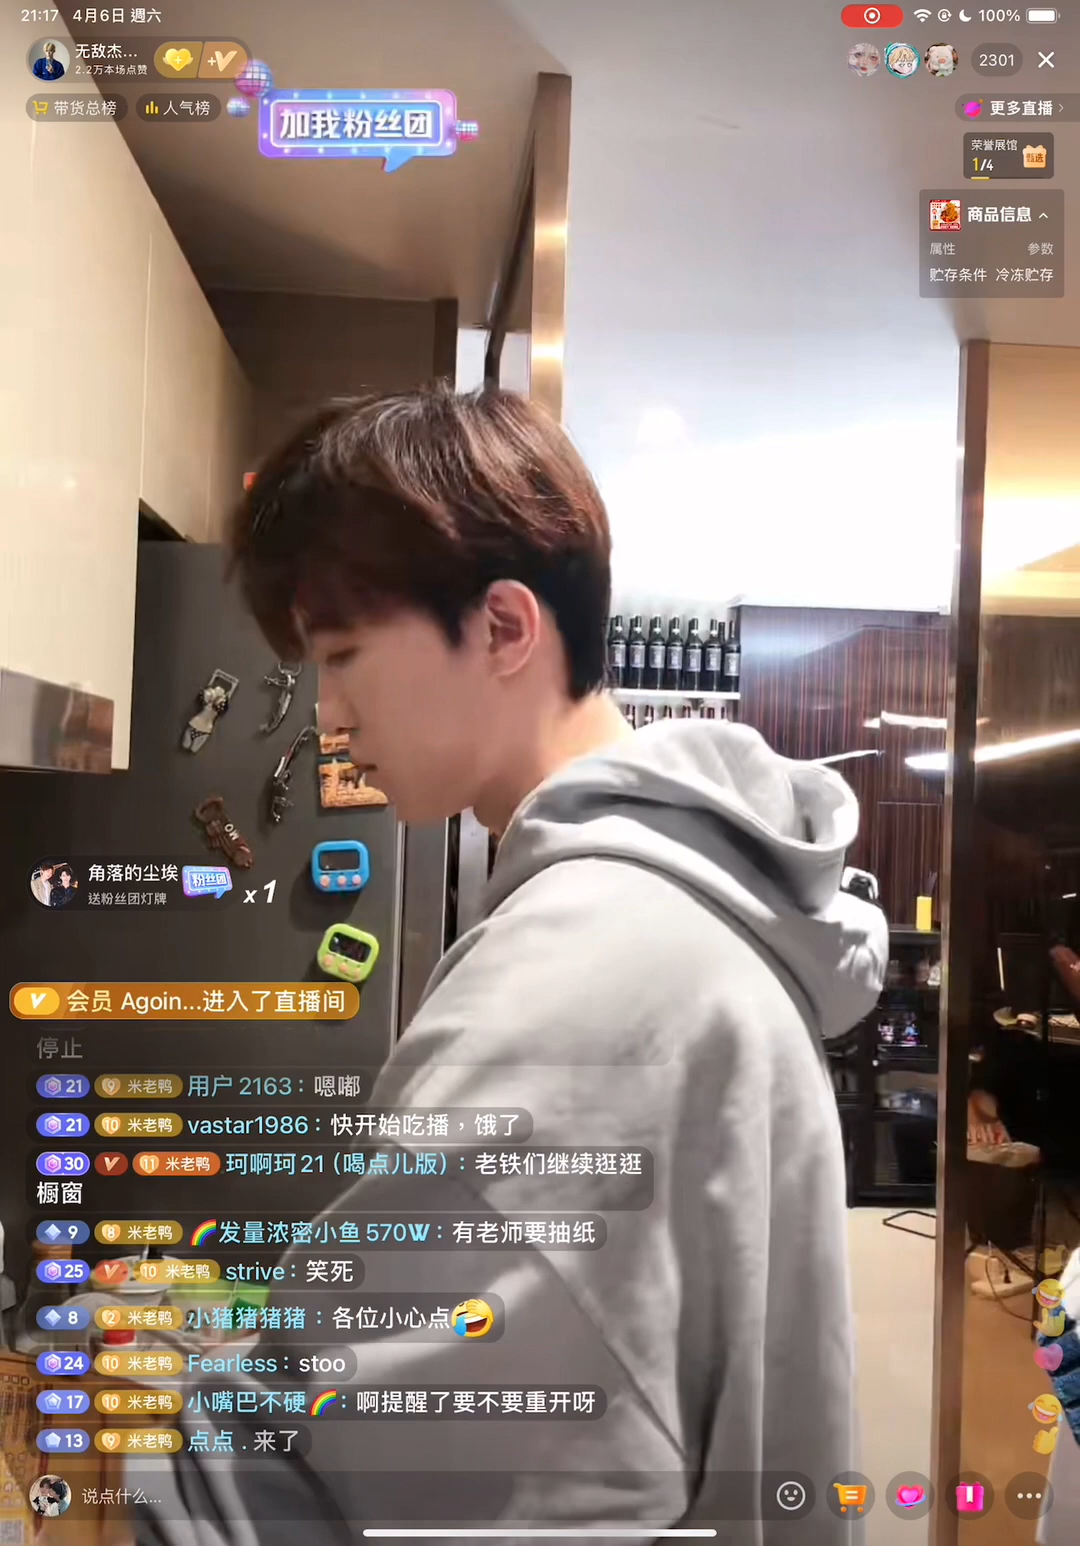 21:17 4月6日 週六
100%
无敌杰...
2.2万本场点赞
+V
2301
带货总榜
人气榜
加我粉丝团
更多直播
荣誉展馆
1/4
甄选
商品信息
属性 参数
贮存条件 冷冻贮存
角落的尘埃
送粉丝团灯牌
粉丝团
x 1
V 会员 Agoin...进入了直播间
停止
21 9 米老鸭 用户 2163：嗯嘟
21 10 米老鸭 vastar1986：快开始吃播，饿了
30 V 11 米老鸭 珂啊珂 21（喝点儿版）：老铁们继续逛逛
橱窗
9 8 米老鸭 🌈发量浓密小鱼 570W：有老师要抽纸
25 V 10 米老鸭 strive：笑死
8 2 米老鸭 小猪猪猪猪：各位小心点🤣
24 10 米老鸭 Fearless：stoo
17 10 米老鸭 小嘴巴不硬🌈：啊提醒了要不要重开呀
13 9 米老鸭 点点 . 来了
说点什么...